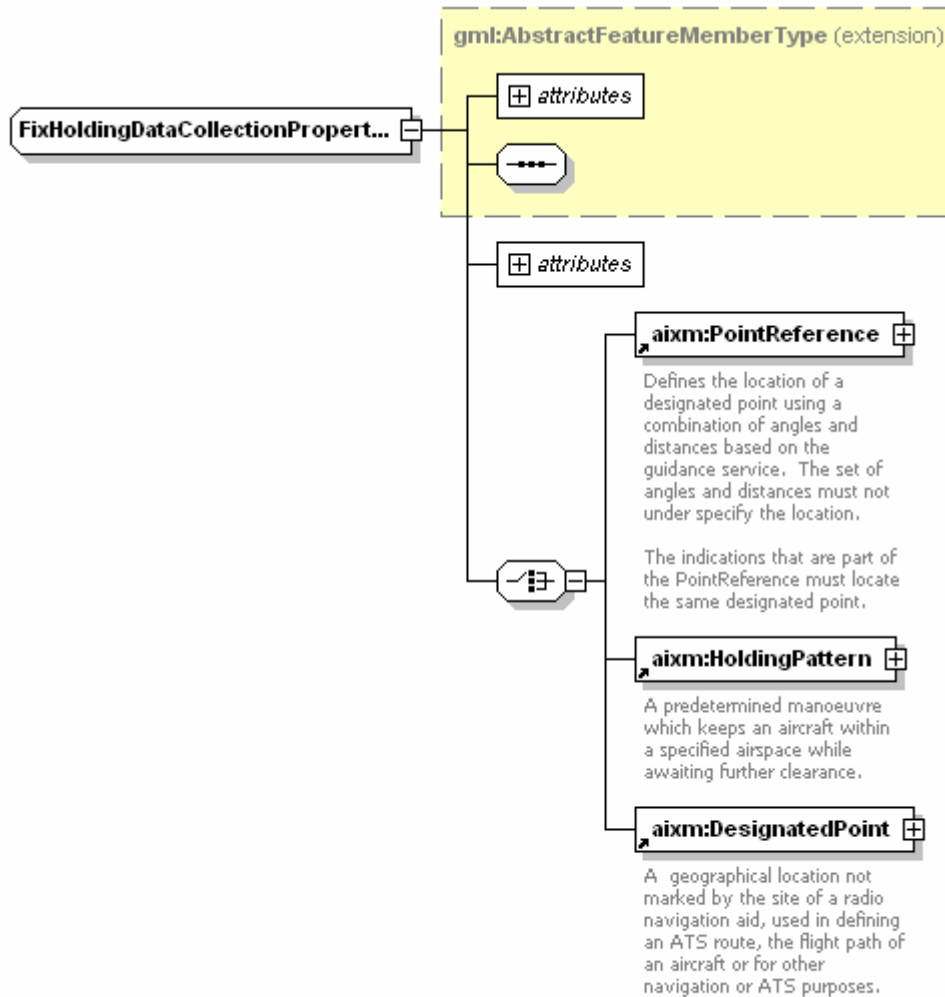 gml:AbstractFeatureMemberType (extension)
attributes
FixHoldingDataCollectionPropert...
attributes
aixm:PointReference
Defines the location of a
designated point using a
combination of angles and
distances based on the
guidance service.  The set of
angles and distances must not
under specify the location.
The indications that are part of
the PointReference must locate
the same designated point.
aixm:HoldingPattern
A predetermined manoeuvre
which keeps an aircraft within
a specified airspace while
awaiting further clearance.
aixm:DesignatedPoint
A  geographical location not
marked by the site of a radio
navigation aid, used in defining
an ATS route, the flight path of
an aircraft or for other
navigation or ATS purposes.